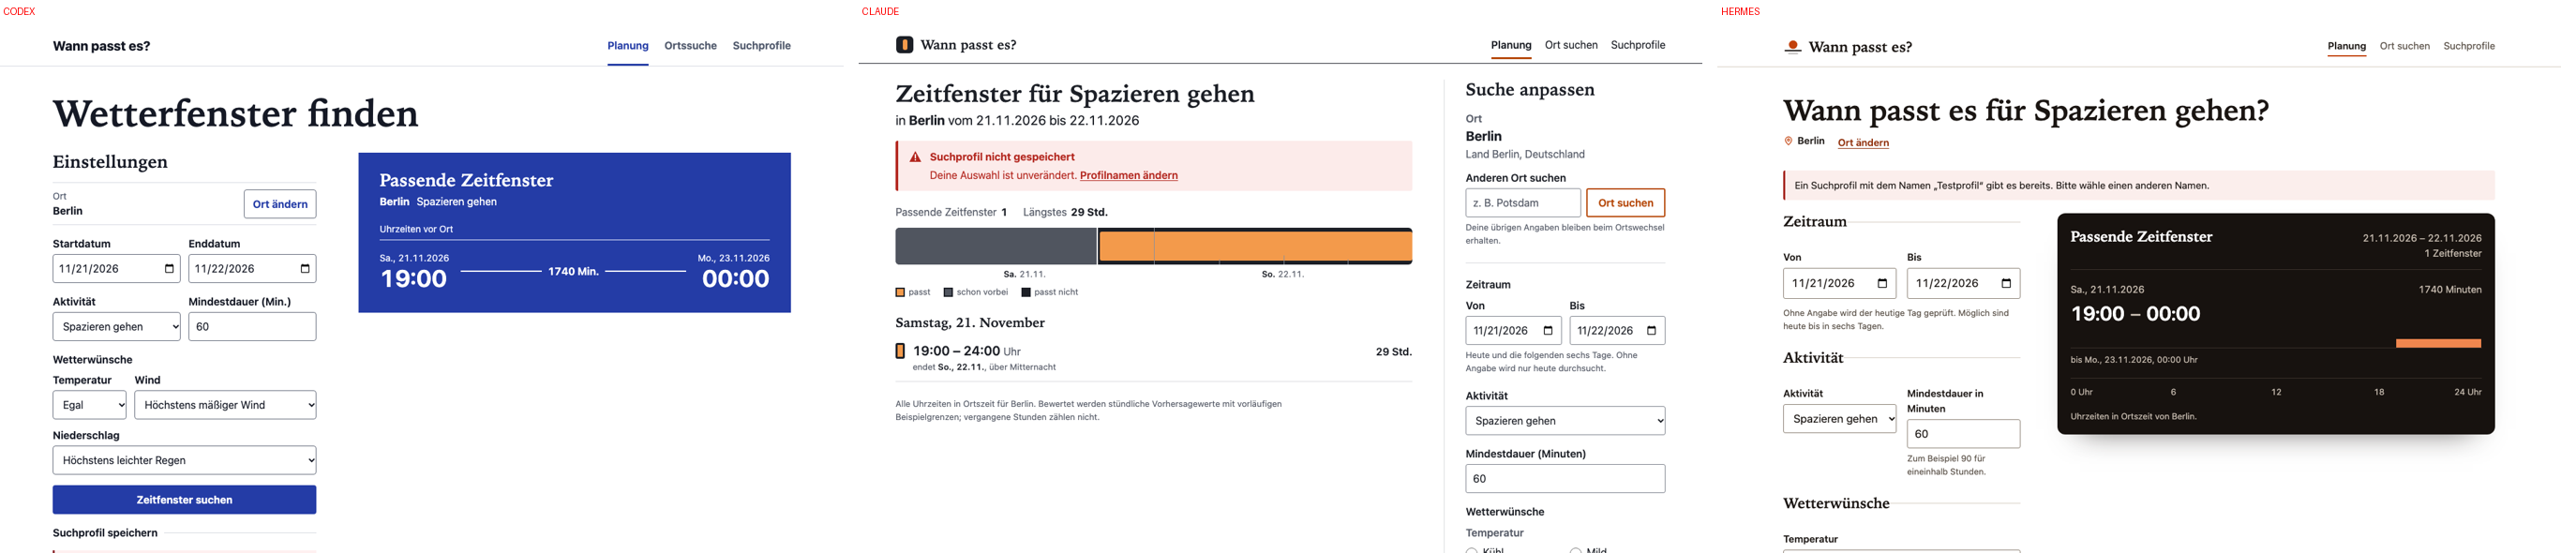 CODEX
Wann passt es?
Planung Ortssuche Suchprofile
Wetterfenster finden
Einstellungen
Ort
Berlin
Ort ändern
Startdatum Enddatum
11/21/2026 11/22/2026
Aktivität Mindestdauer (Min.)
Spazieren gehen 60
Wetterwünsche
Temperatur Wind
Egal Höchstens mäßiger Wind
Niederschlag
Höchstens leichter Regen
Zeitfenster suchen
Suchprofil speichern
Passende Zeitfenster
Berlin Spazieren gehen
Uhrzeiten vor Ort
Sa., 21.11.2026 Mo., 23.11.2026
19:00 1740 Min. 00:00
CLAUDE
Wann passt es?
Planung Ort suchen Suchprofile
Zeitfenster für Spazieren gehen
in Berlin vom 21.11.2026 bis 22.11.2026
Suchprofil nicht gespeichert
Deine Auswahl ist unverändert. Profilnamen ändern
Passende Zeitfenster 1 Längstes 29 Std.
Sa. 21.11. So. 22.11.
passt schon vorbei passt nicht
Samstag, 21. November
19:00 – 24:00 Uhr 29 Std.
endet So., 22.11., über Mitternacht
Alle Uhrzeiten in Ortszeit für Berlin. Bewertet werden stündliche Vorhersagewerte mit vorläufigen
Beispielgrenzen; vergangene Stunden zählen nicht.
Suche anpassen
Ort
Berlin
Land Berlin, Deutschland
Anderen Ort suchen
z. B. Potsdam Ort suchen
Deine übrigen Angaben bleiben beim Ortswechsel
erhalten.
Zeitraum
Von Bis
11/21/2026 11/22/2026
Heute und die folgenden sechs Tage. Ohne
Angabe wird nur heute durchsucht.
Aktivität
Spazieren gehen
Mindestdauer (Minuten)
60
Wetterwünsche
Temperatur
Kühl Mild
HERMES
Wann passt es?
Planung Ort suchen Suchprofile
Wann passt es für Spazieren gehen?
Berlin Ort ändern
Ein Suchprofil mit dem Namen „Testprofil“ gibt es bereits. Bitte wähle einen anderen Namen.
Zeitraum
Von Bis
11/21/2026 11/22/2026
Ohne Angabe wird der heutige Tag geprüft. Möglich sind
heute bis in sechs Tagen.
Aktivität
Aktivität Mindestdauer in
Minuten
Spazieren gehen
60
Zum Beispiel 90 für
eineinhalb Stunden.
Wetterwünsche
Temperatur
Passende Zeitfenster 21.11.2026 – 22.11.2026
1 Zeitfenster
Sa., 21.11.2026 1740 Minuten
19:00 – 00:00
bis Mo., 23.11.2026, 00:00 Uhr
0 Uhr 6 12 18 24 Uhr
Uhrzeiten in Ortszeit von Berlin.